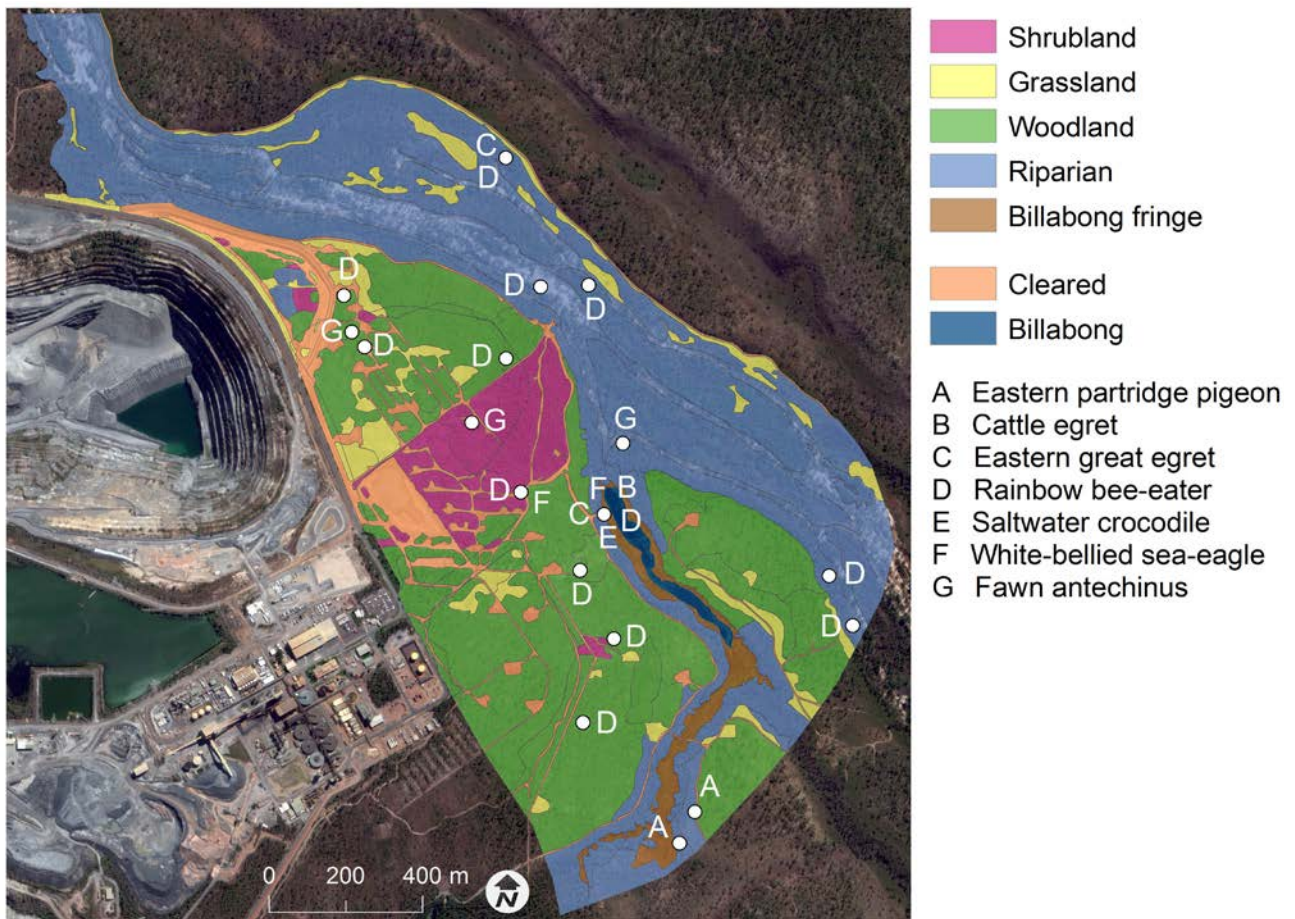 Shrubland
Grassland
Woodland
Riparian
Billabong fringe
Cleared
Billabong
A Eastern partridge pigeon
B Cattle egret
C Eastern great egret
D Rainbow bee-eater
E Saltwater crocodile
F White-bellied sea-eagle
G Fawn antechinus
C
D
D
D
D
G
D
D
G
G
D
F
F B
C D
E
D
D
D
D
D
A
A
0 200 400 m
N